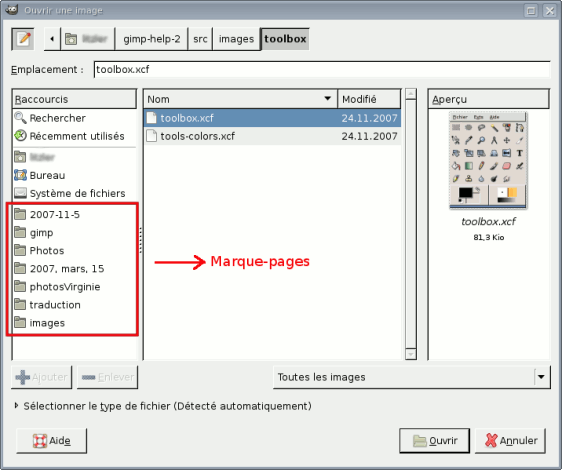 Ouvrir une image
gimp-help-2 src images toolbox
Emplacement : toolbox.xcf
Raccourcis
Rechercher
Récemment utilisés
Bureau
Système de fichiers
2007-11-5
gimp
Photos
2007, mars, 15
photosVirginie
traduction
images
Ajouter
Enlever
Nom Modifié
toolbox.xcf 24.11.2007
tools-colors.xcf 24.11.2007
Marque-pages
Aperçu
Fichier Exts Aide
toolbox.xcf
81,3 Kio
Toutes les images
Sélectionner le type de fichier (Détecté automatiquement)
Aide
Ouvrir
Annuler